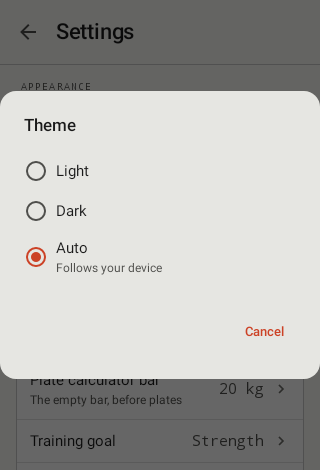 Settings
APPEARANCE
Theme
Light
Dark
Auto
Follows your device
Cancel
Plate calculator bar
20 kg
The empty bar, before plates
Training goal
Strength